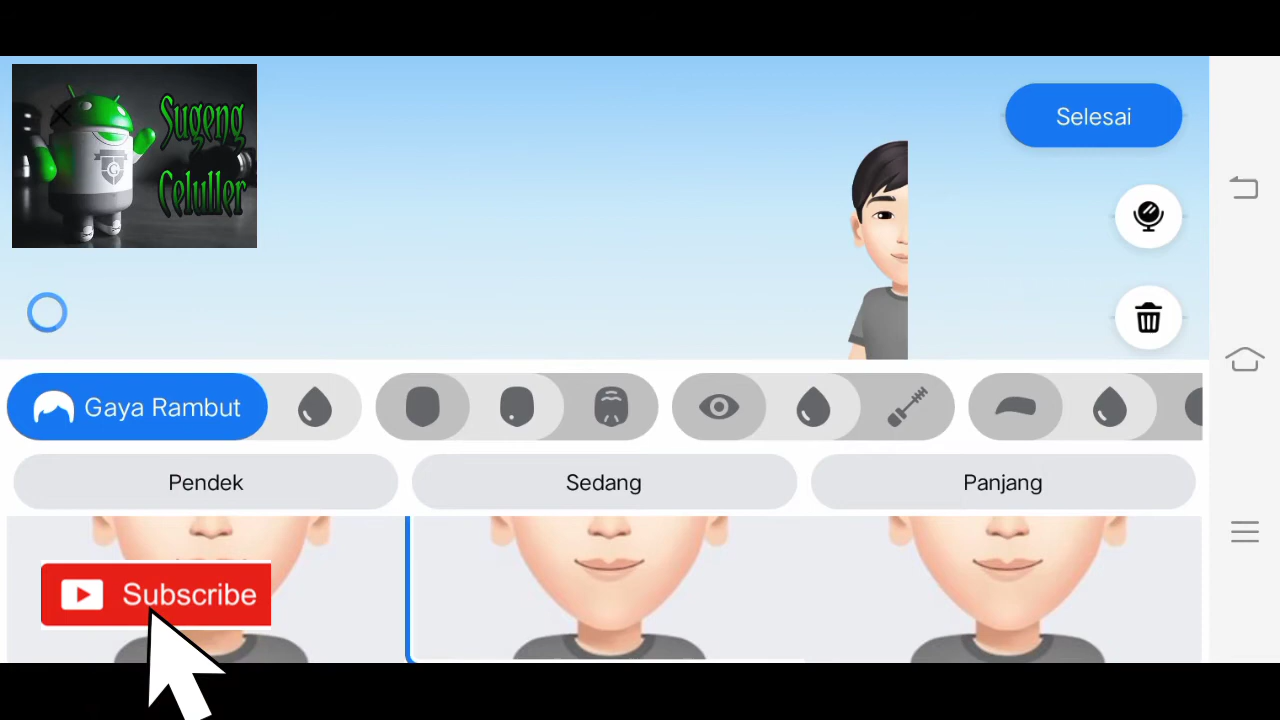 Sugeng
Celuller
Selesai
Gaya Rambut
Pendek
Sedang
Panjang
Subscribe